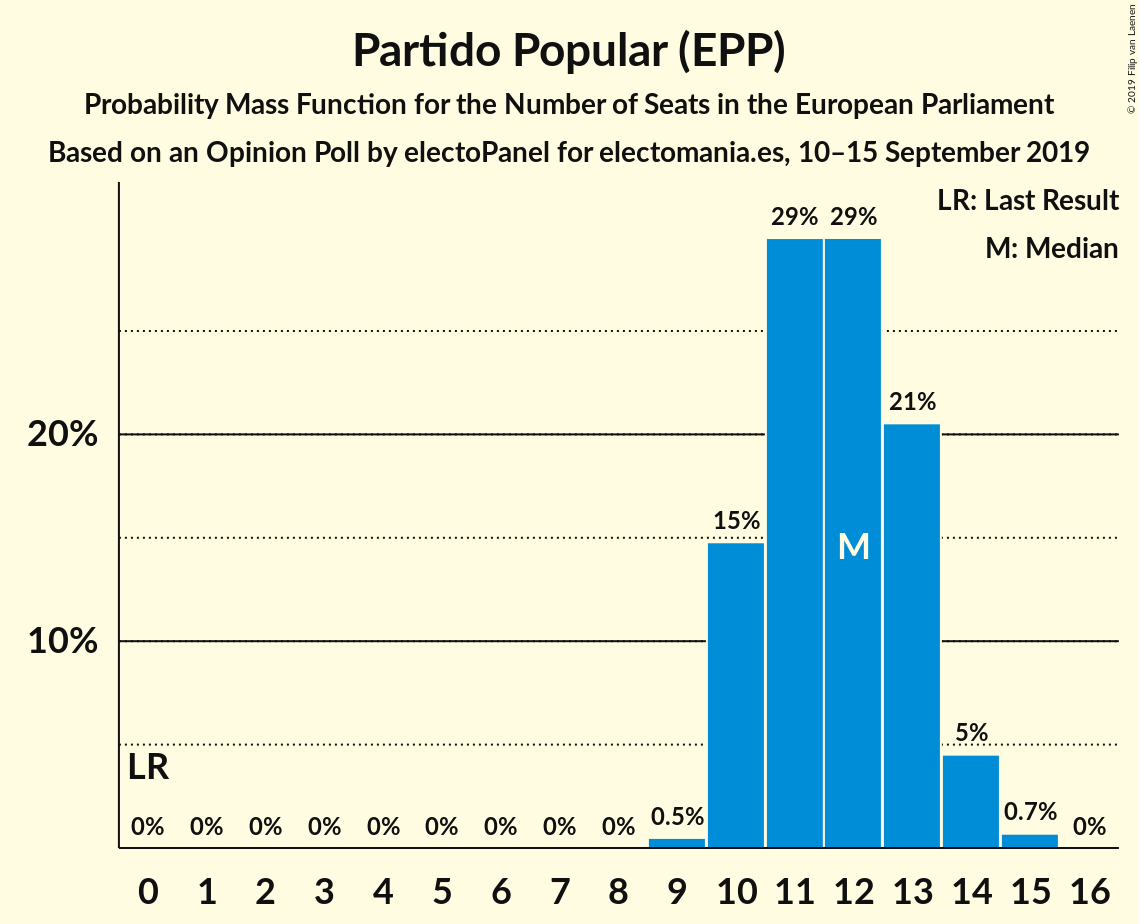 Partido Popular (EPP)
Probability Mass Function for the Number of Seats in the European Parliament
Based on an Opinion Poll by electoPanel for electomania.es, 10–15 September 2019
© 2019 Filip van Laenen
LR: Last Result
M: Median
29% 29%
21%
20%
15%
M
10%
5%
LR
0% 0% 0% 0% 0% 0% 0% 0% 0% 0.5% 0.7% 0%
0 1 2 3 4 5 6 7 8 9 10 11 12 13 14 15 16